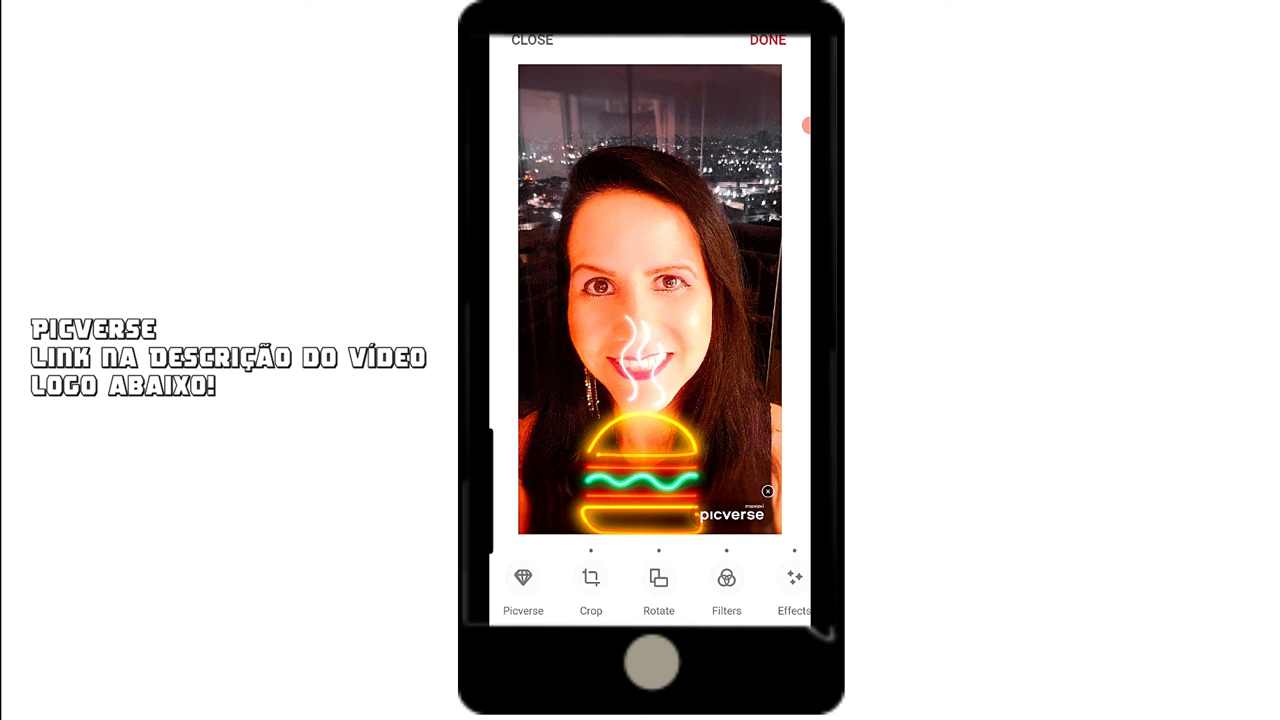 PICVERSE
LINK NA DESCRIÇÃO DO VÍDEO
LOGO ABAIXO!
CLOSE
DONE
movavi
picverse
Picverse
Crop
Rotate
Filters
Effects